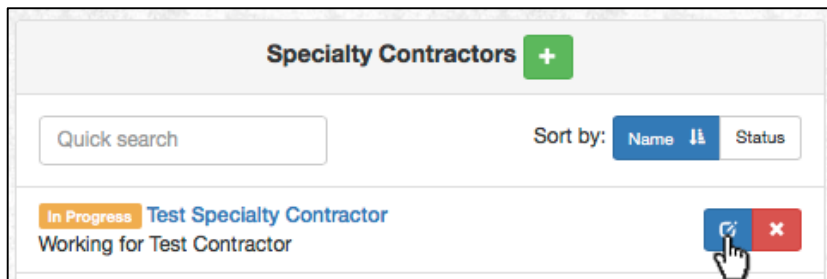 Specialty Contractors +
Quick search
Sort by: Name Status
In Progress Test Specialty Contractor
Working for Test Contractor